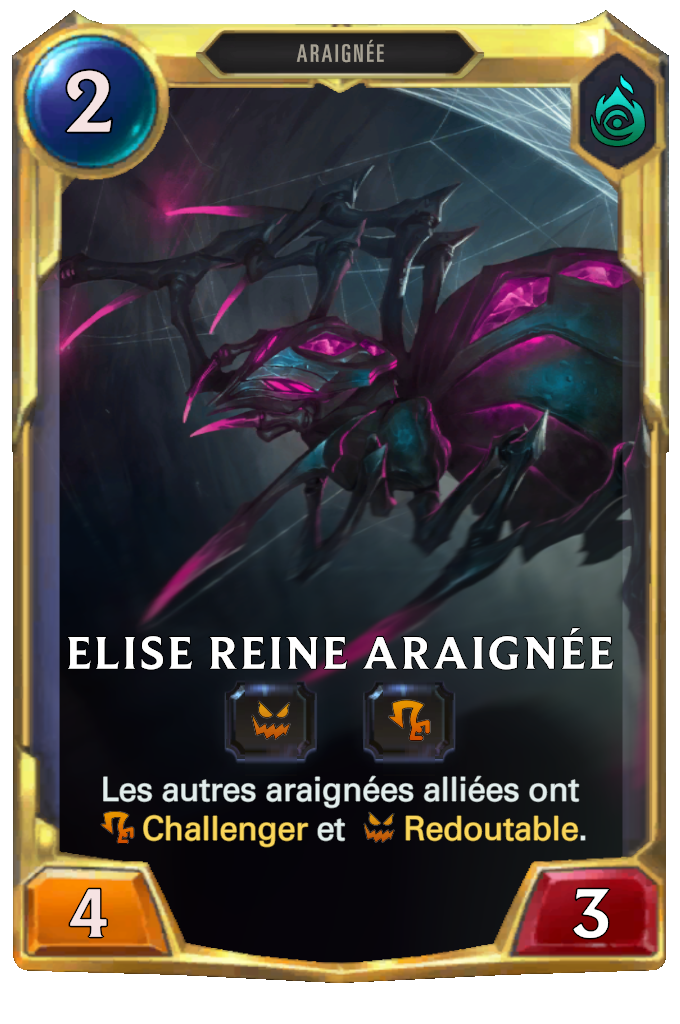 ARAIGNÉE
2
ELISE REINE ARAIGNÉE
Les autres araignées alliées ont
Challenger et Redoutable.
4
3